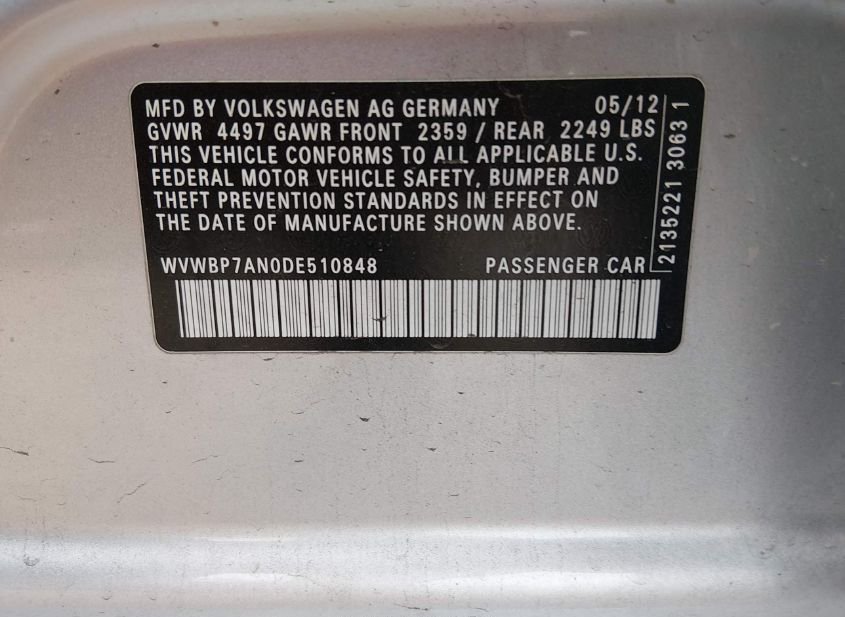 MFD BY VOLKSWAGEN AG GERMANY 05/12
GVWR 4497 GAWR FRONT 2359 / REAR 2249 LBS
THIS VEHICLE CONFORMS TO ALL APPLICABLE U.S.
FEDERAL MOTOR VEHICLE SAFETY, BUMPER AND
THEFT PREVENTION STANDARDS IN EFFECT ON
THE DATE OF MANUFACTURE SHOWN ABOVE.
WVWBP7AN0DE510848 PASSENGER CAR
2135221 3063 1